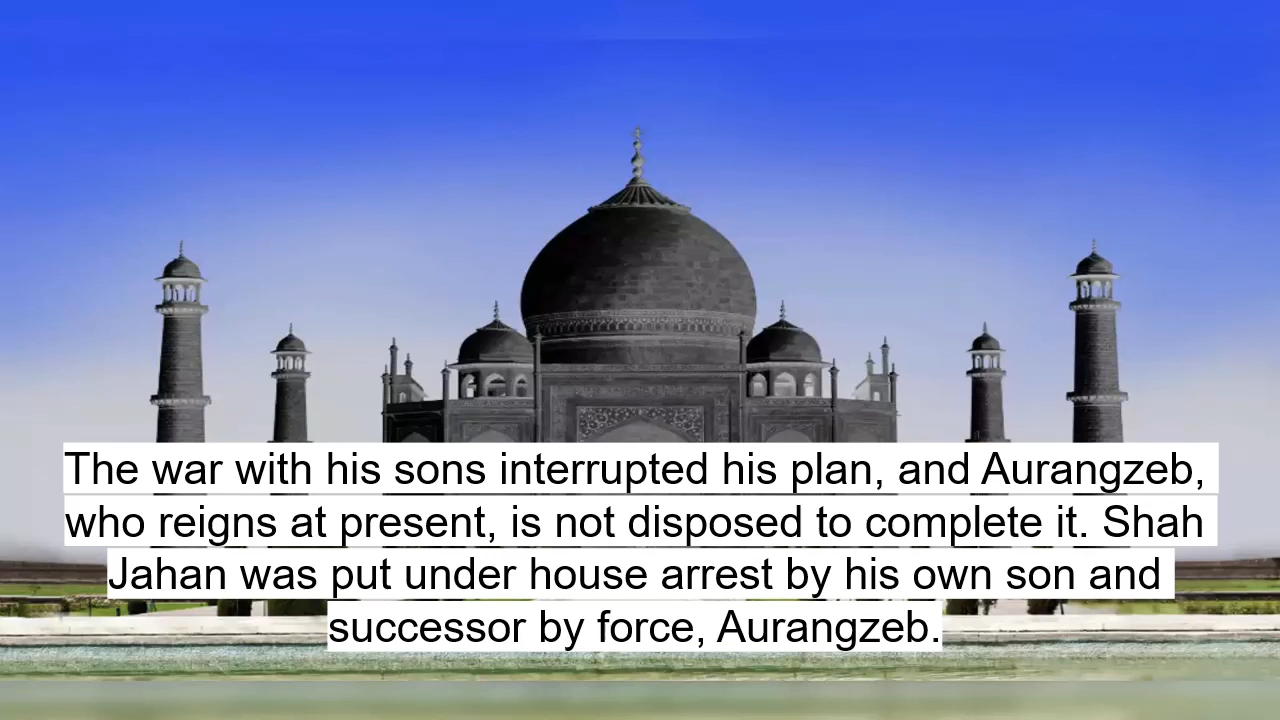 The war with his sons interrupted his plan, and Aurangzeb,
who reigns at present, is not disposed to complete it. Shah
Jahan was put under house arrest by his own son and
successor by force, Aurangzeb.